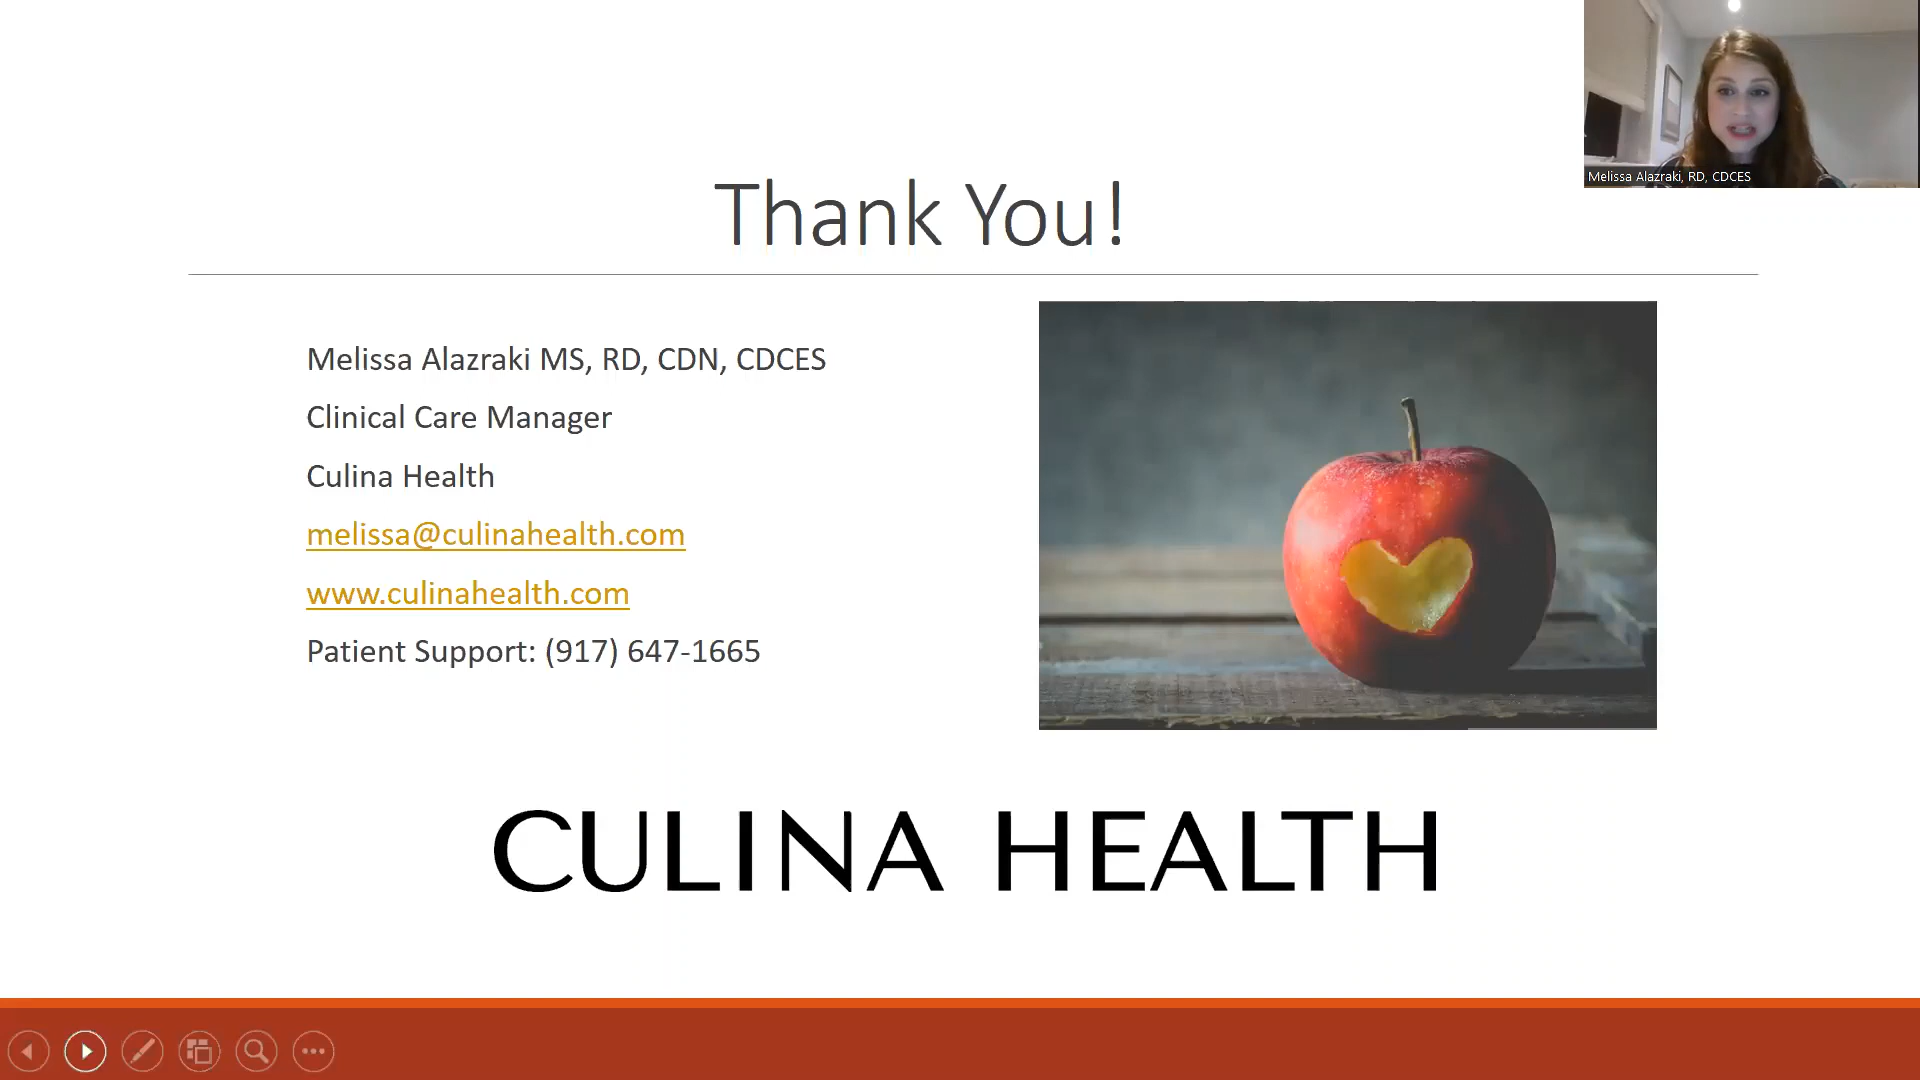 Melissa Alazraki, RD, CDCES
Thank You!
Melissa Alazraki MS, RD, CDN, CDCES
Clinical Care Manager
Culina Health
melissa@culinahealth.com
www.culinahealth.com
Patient Support: (917) 647-1665
CULINA HEALTH